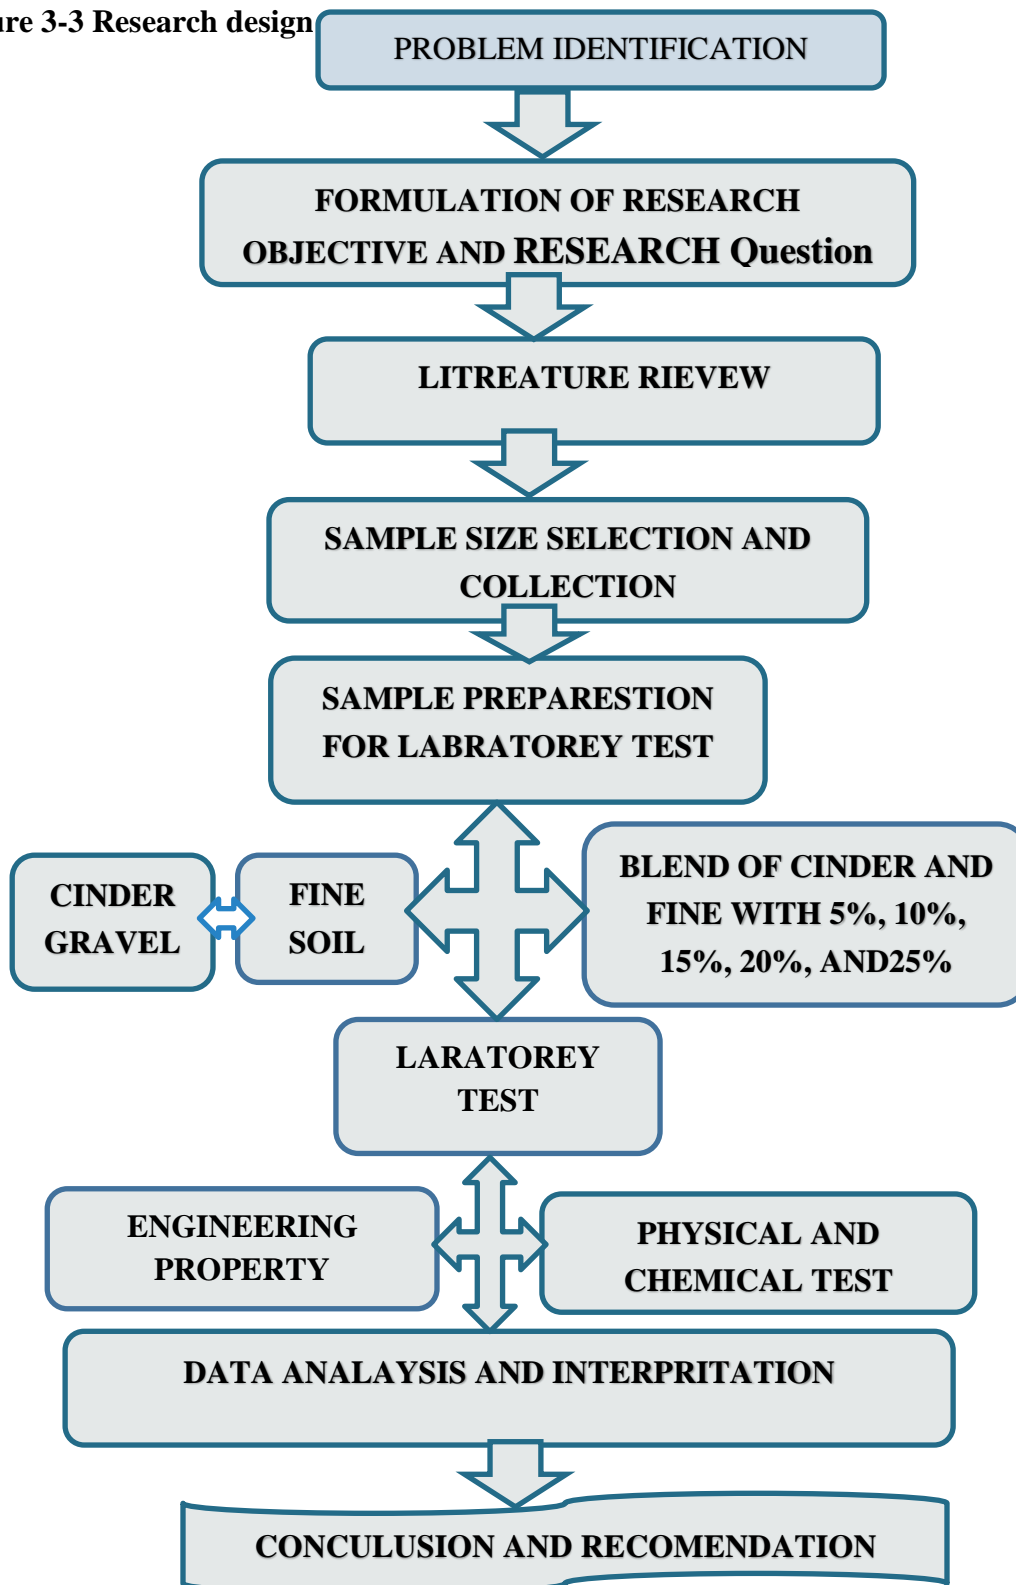 ure 3-3 Research design
PROBLEM IDENTIFICATION
FORMULATION OF RESEARCH
OBJECTIVE AND RESEARCH Question
LITREATURE RIEVEW
SAMPLE SIZE SELECTION AND
COLLECTION
SAMPLE PREPARESTION
FOR LABRATOREY TEST
CINDER
GRAVEL
FINE
SOIL
BLEND OF CINDER AND
FINE WITH 5%, 10%,
15%, 20%, AND25%
LARATOREY
TEST
ENGINEERING
PROPERTY
PHYSICAL AND
CHEMICAL TEST
DATA ANALAYSIS AND INTERPRITATION
CONCULUSION AND RECOMENDATION